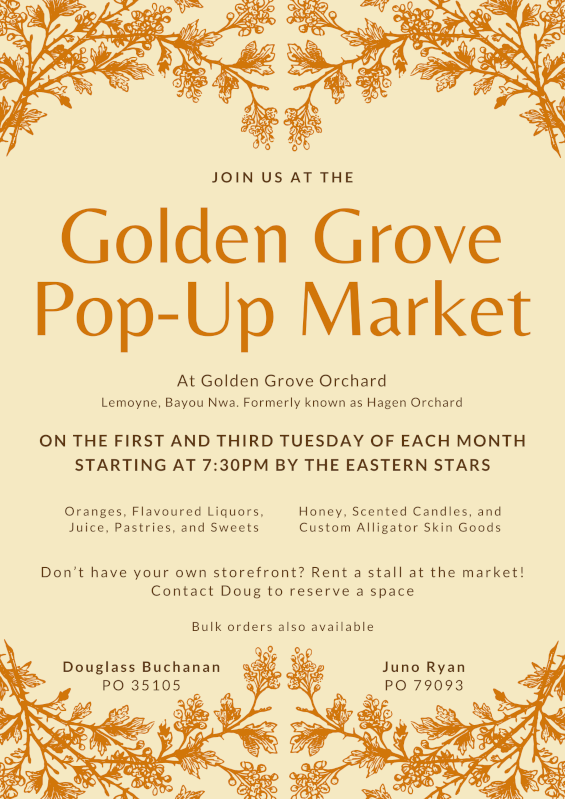 JOIN US AT THE
Golden Grove
Pop-Up Market
At Golden Grove Orchard
Lemoyne, Bayou Nwa. Formerly known as Hagen Orchard
ON THE FIRST AND THIRD TUESDAY OF EACH MONTH
STARTING AT 7:30PM BY THE EASTERN STARS
Oranges, Flavoured Liquors,
Juice, Pastries, and Sweets
Honey, Scented Candles, and
Custom Alligator Skin Goods
Don't have your own storefront? Rent a stall at the market!
Contact Doug to reserve a space
Bulk orders also available
Douglass Buchanan
PO 35105
Juno Ryan
PO 79093